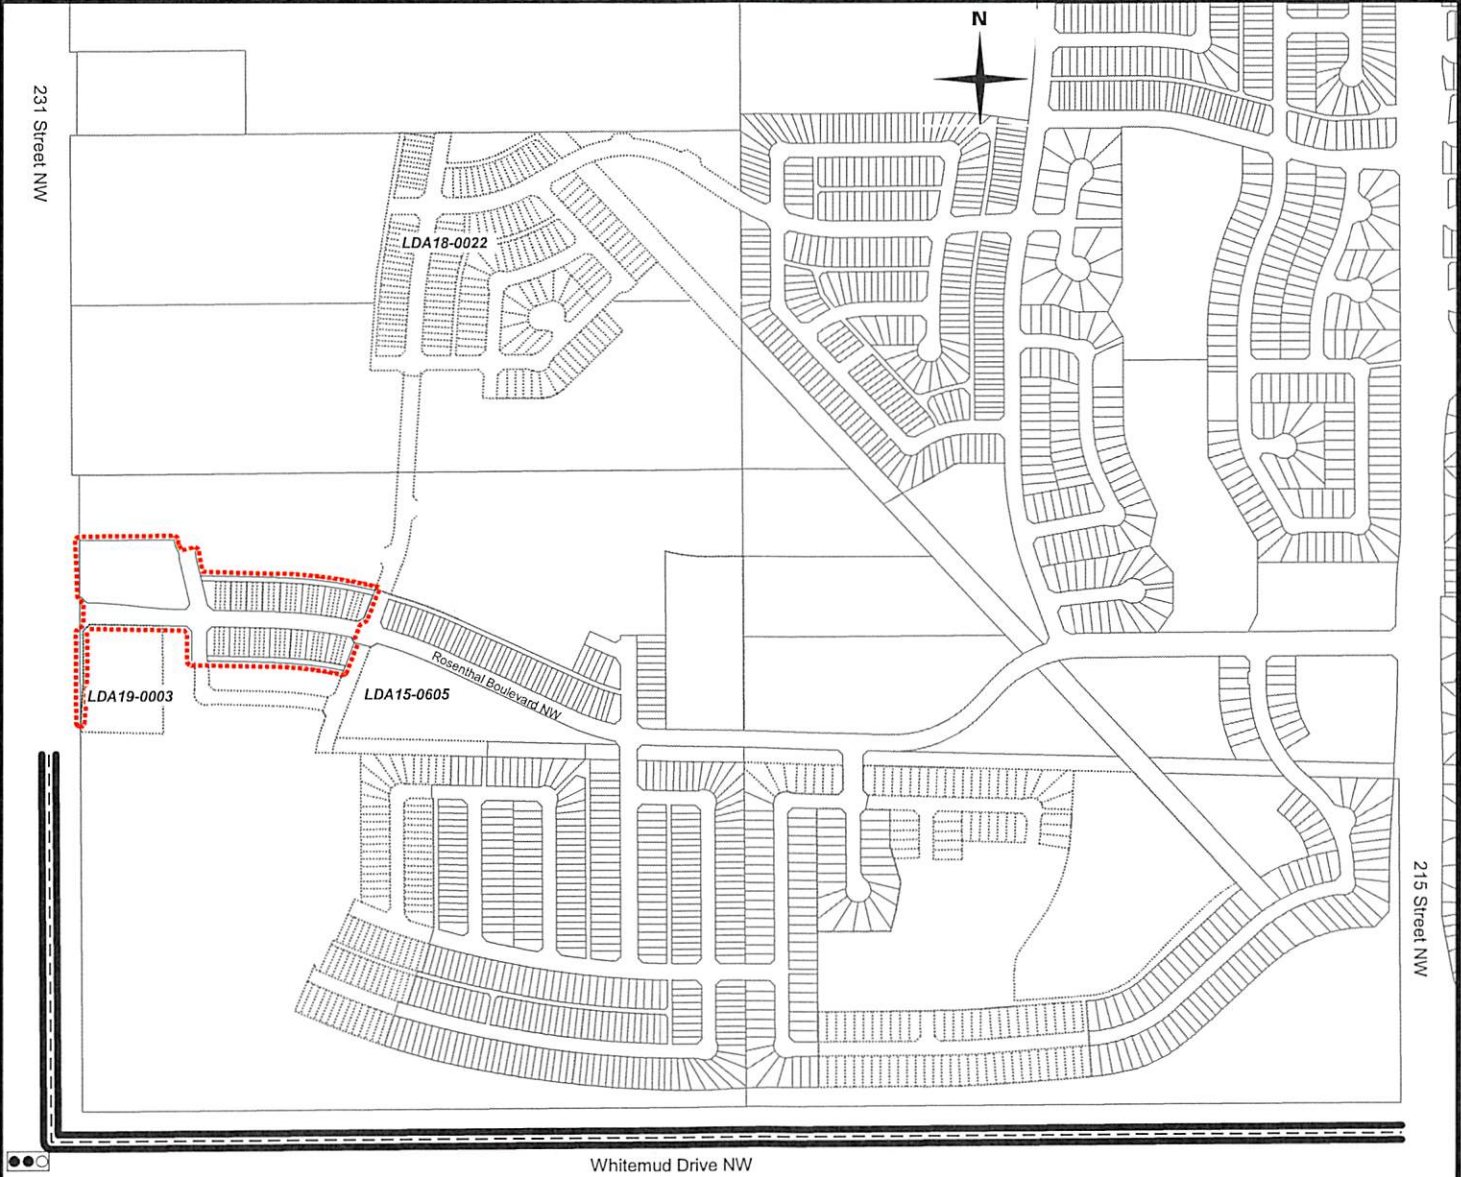 N
231 Street NW
LDA18-0022
Rosenthal Boulevard NW
LDA19-0003
LDA15-0605
215 Street NW
Whitemud Drive NW